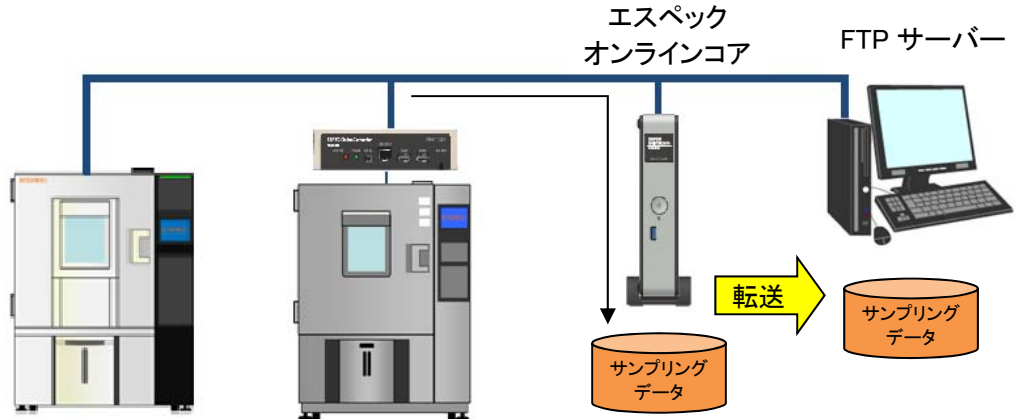 エスペック
オンラインコア
FTP サーバー
転送
サンプリング
データ
サンプリング
データ